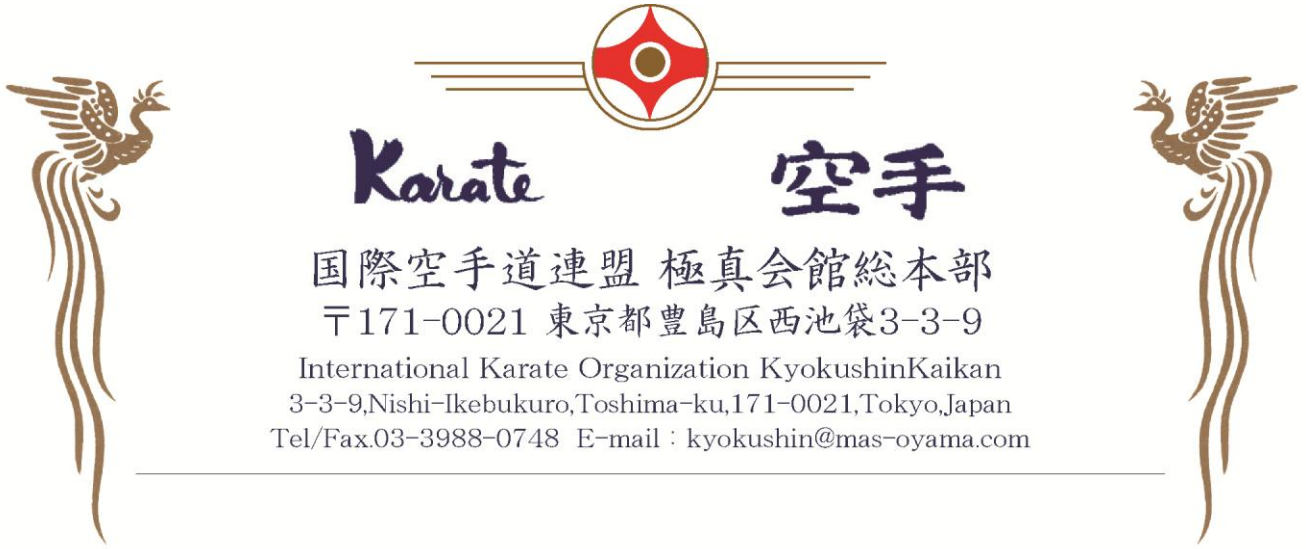 Karate 空手
国際空手道連盟 極真会館総本部
〒171-0021 東京都豊島区西池袋3-3-9
International Karate Organization KyokushinKaikan
3-3-9,Nishi-Ikebukuro,Toshima-ku,171-0021,Tokyo,Japan
Tel/Fax.03-3988-0748 E-mail：kyokushin@mas-oyama.com